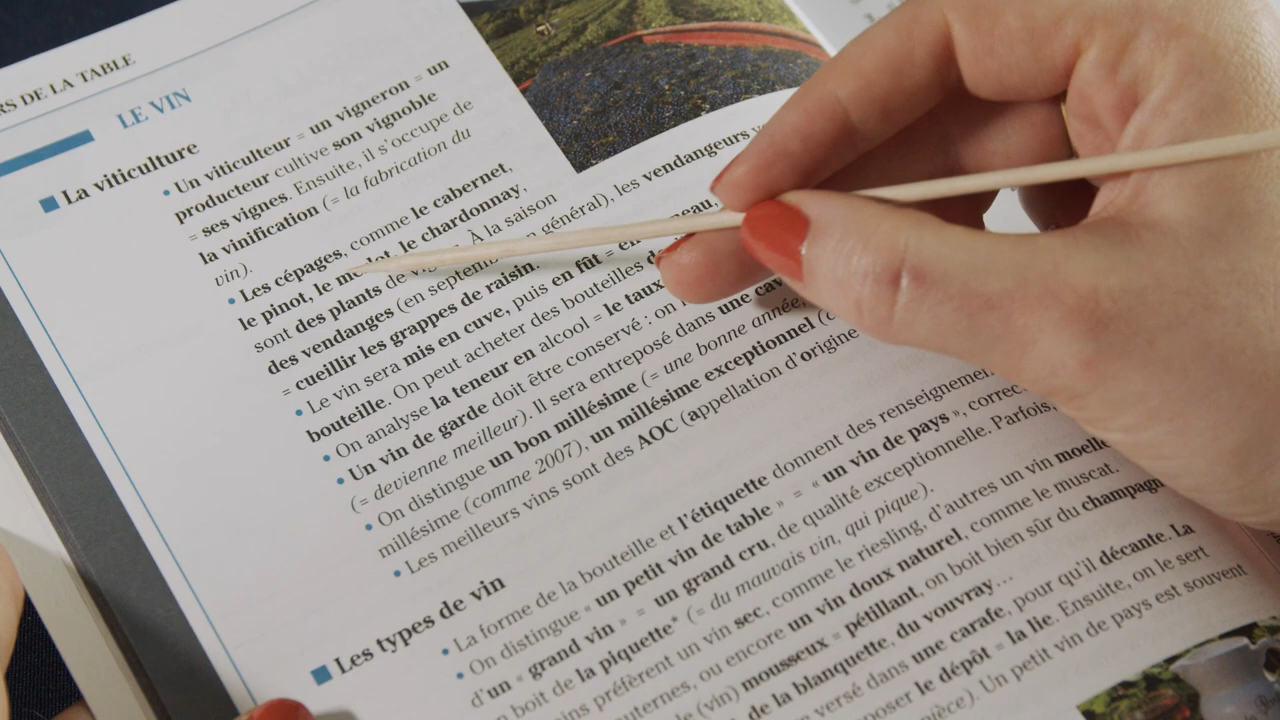 RS DE LA TABLE
LE VIN
La viticulture
• Un viticulteur = un vigneron = un
producteur cultive son vignoble
= ses vignes. Ensuite, il s'occupe de
la vinification (= la fabrication du
vin).
• Les cépages, comme le cabernet,
le pinot, le merlot, le chardonnay,
sont des plants de À la saison
des vendanges (en septembre en général), les vendangeurs
= cueillir les grappes de raisin.
• Le vin sera mis en cuve, puis en fût =
bouteille. On peut acheter des bouteilles
• On analyse la teneur en alcool = le taux
• Un vin de garde doit être conservé : on
(= devienne meilleur). Il sera entreposé dans une
• On distingue un bon millésime (= une bonne année,
millésime (comme 2007), un millésime exceptionnel
• Les meilleurs vins sont des AOC (appellation d'origine
Les types de vin
• La forme de la bouteille et l'étiquette donnent des
• On distingue « un petit vin de table » = « un vin de pays »,
d'un « grand vin » = un grand cru, de qualité exceptionnelle. Parfois,
on boit de la piquette* (= du mauvais vin, qui pique).
préfèrent un vin sec, comme le riesling, d'autres un vin
ou encore un vin doux naturel, comme le muscat.
(vin) mousseux = pétillant, on boit bien sûr du
de la blanquette, du vouvray...
versé dans une carafe, pour qu'il décante. La
le dépôt = la lie. Ensuite, on le sert
Un petit vin de pays est souvent